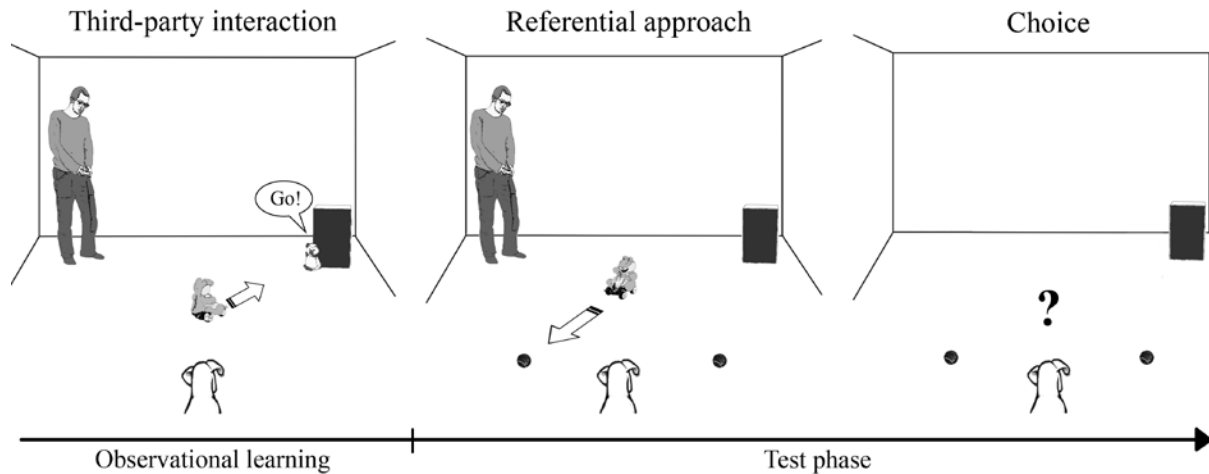 Third-party interaction
Referential approach
Choice
Go!
?
Observational learning
Test phase